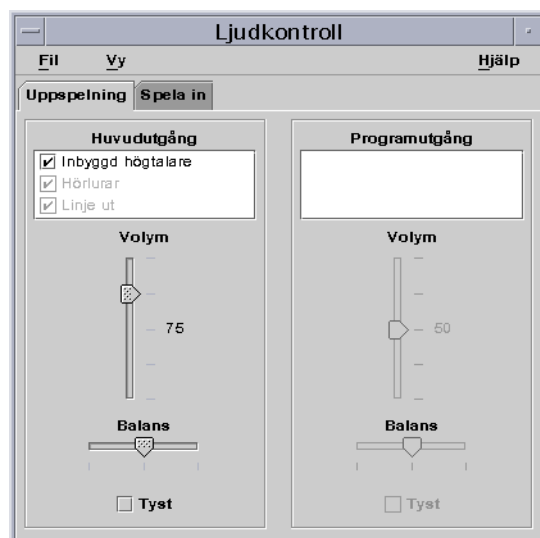 Ljudkontroll
Fil Vy Hjälp
Uppspelning Spela in
Huvudutgång
Inbyggd högtalare
Hörlurar
Linje ut
Volym
75
Balans
Tyst
Programutgång
Volym
50
Balans
Tyst